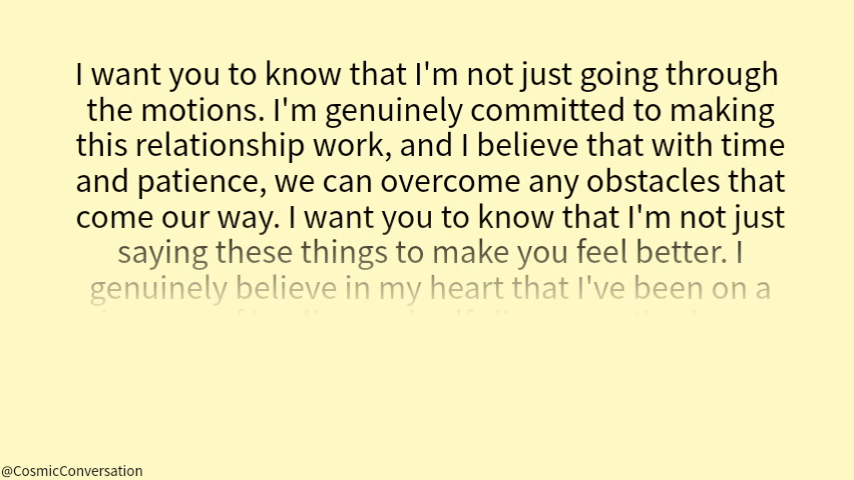 I want you to know that I'm not just going through
the motions. I'm genuinely committed to making
this relationship work, and I believe that with time
and patience, we can overcome any obstacles that
come our way. I want you to know that I'm not just
saying these things to make you feel better. I
genuinely believe in my heart that I've been on a
@CosmicConversation